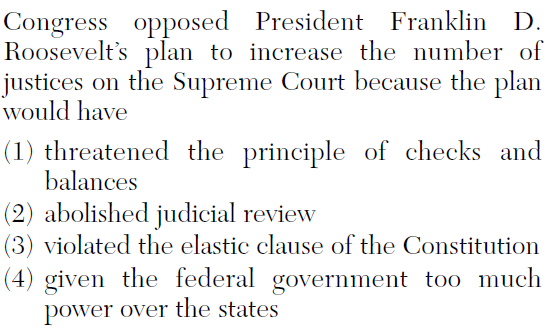 Congress opposed President Franklin D.
Roosevelt's plan to increase the number of
justices on the Supreme Court because the plan
would have
(1) threatened the principle of checks and
balances
(2) abolished judicial review
(3) violated the elastic clause of the Constitution
(4) given the federal government too much
power over the states